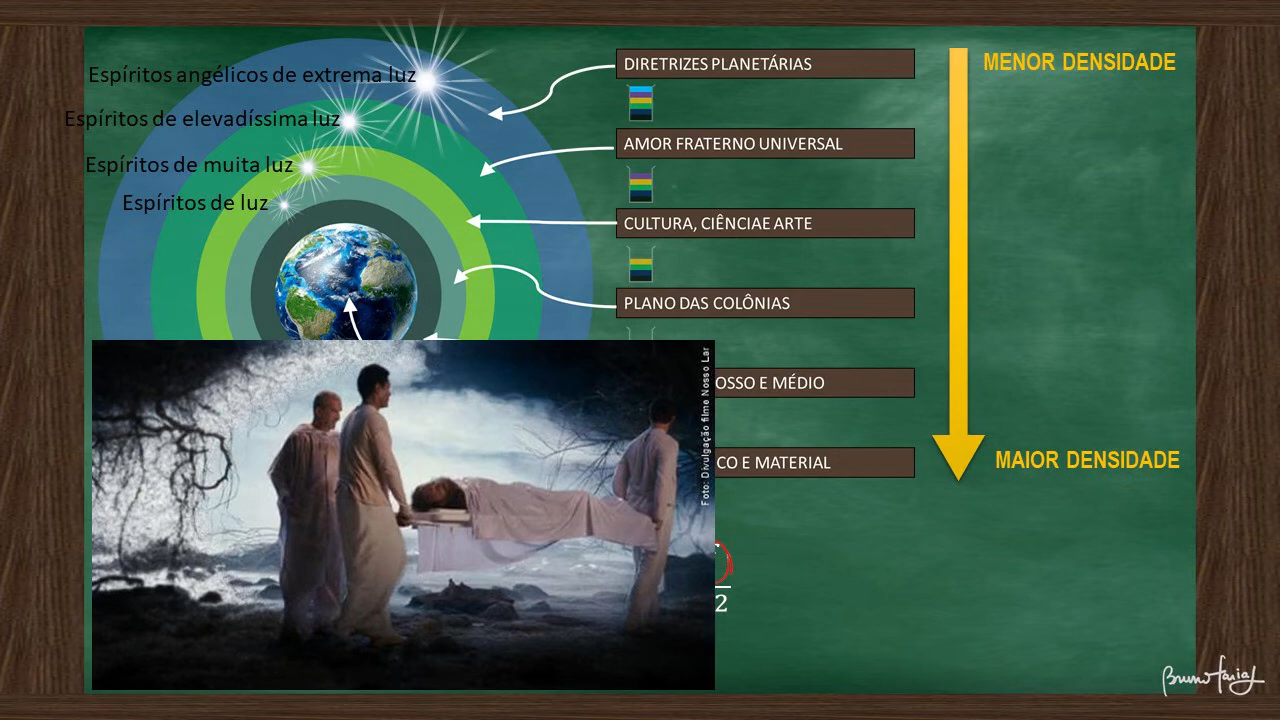 Espíritos angélicos de extrema luz
Espíritos de elevadíssima luz
Espíritos de muita luz
Espíritos de luz
DIRETRIZES PLANETÁRIAS
AMOR FRATERNO UNIVERSAL
CULTURA, CIÊNCIAE ARTE
PLANO DAS COLÔNIAS
OSSO E MÉDIO
CO E MATERIAL
MENOR DENSIDADE
MAIOR DENSIDADE
Foto: Divulgação filme Nosso Lar
2
Bruno Farias